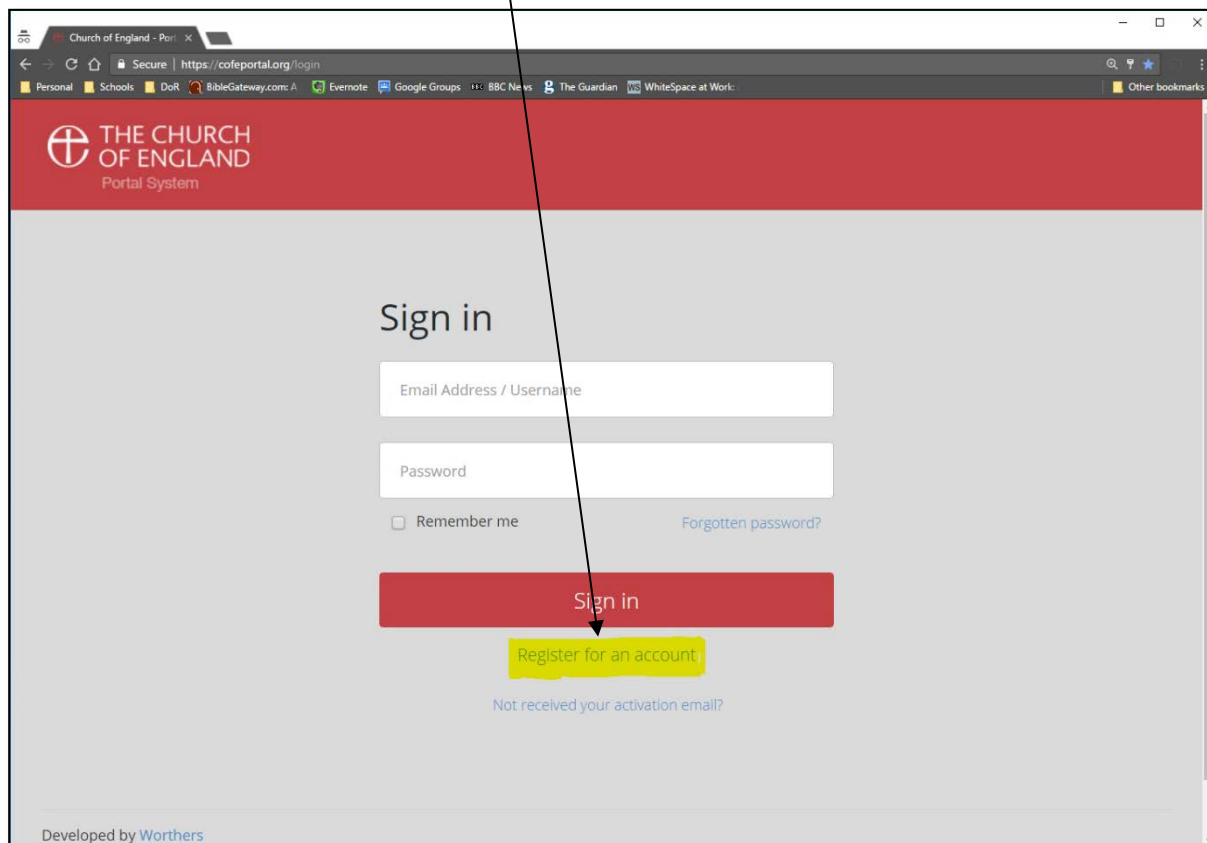 Church of England - Port
Secure | https://cofeportal.org/login
Personal Schools DoR BibleGateway.com: A Evernote Google Groups BBC BBC News g The Guardian WS WhiteSpace at Work: Other bookmarks
THE CHURCH
OF ENGLAND
Portal System
Sign in
Email Address / Username
Password
Remember me Forgotten password?
Sign in
Register for an account
Not received your activation email?
Developed by Worthers